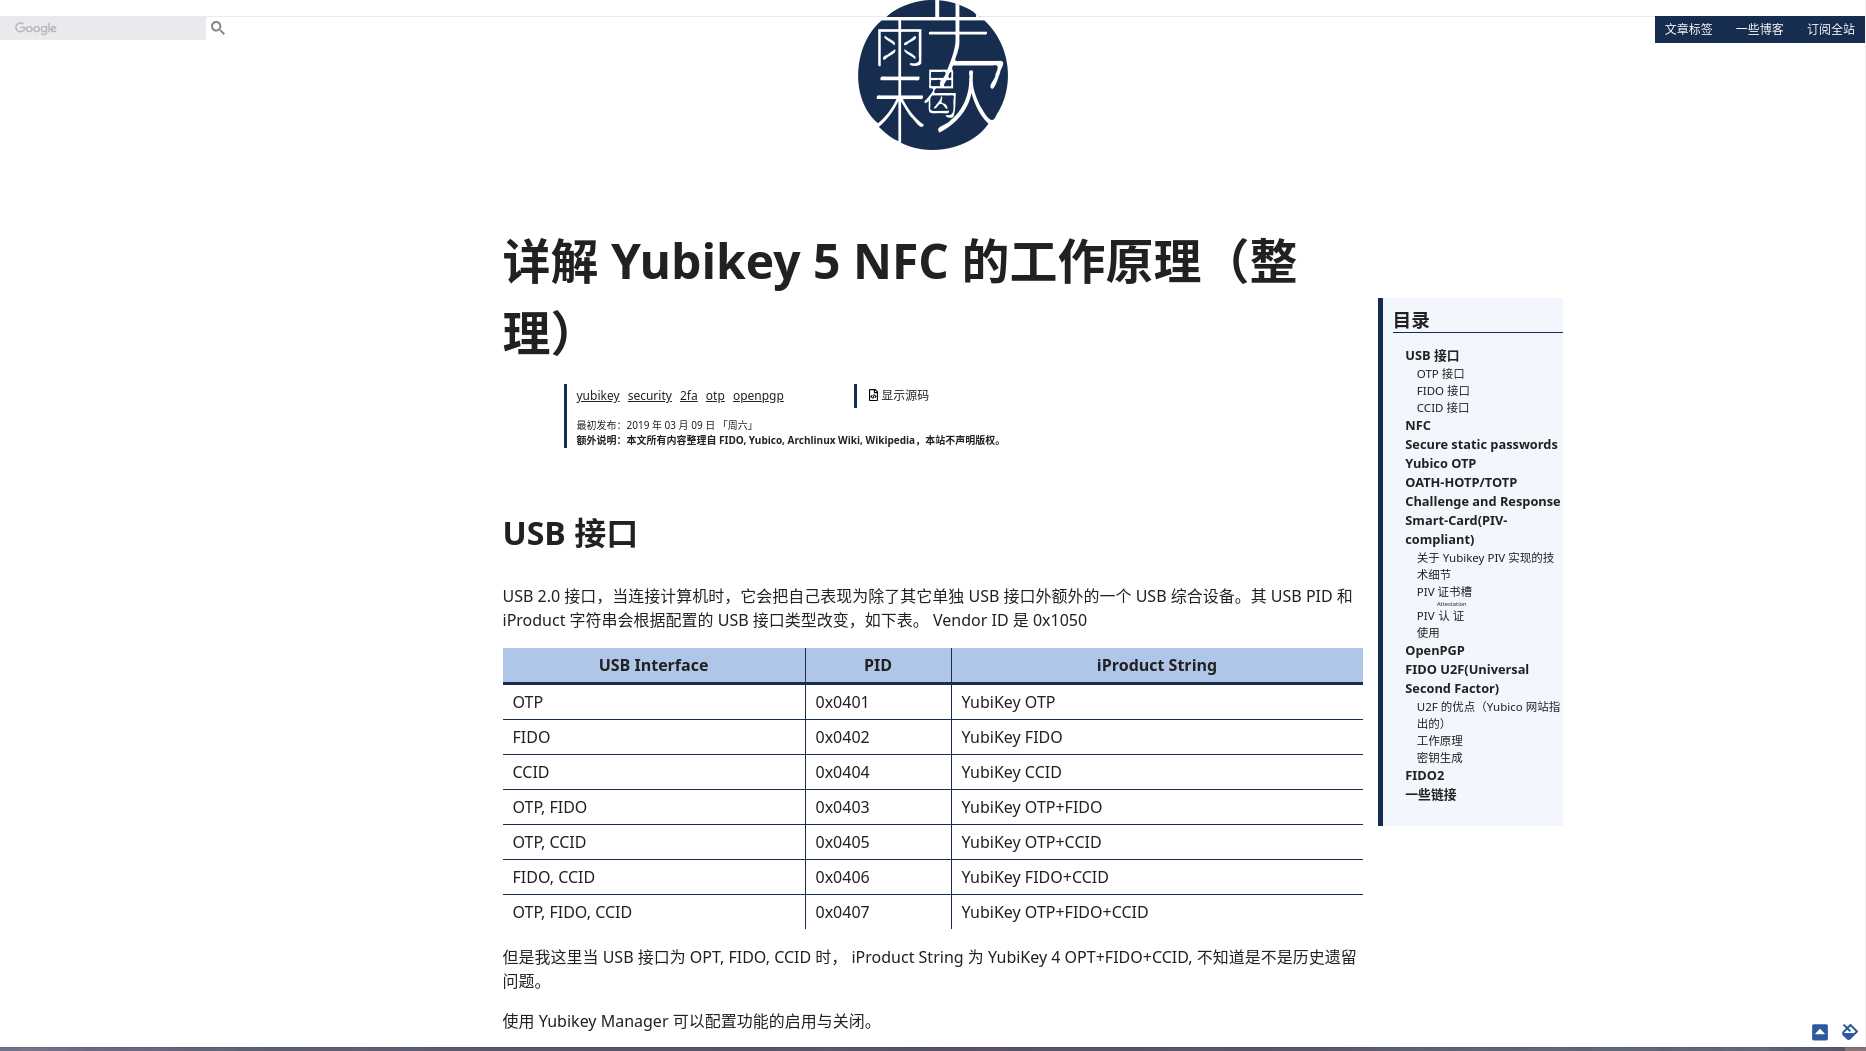 Google
文章标签 一些博客 订阅全站
雨未歇
详解 Yubikey 5 NFC 的工作原理（整
理）
yubikey security 2fa otp openpgp
显示源码
最初发布：2019 年 03 月 09 日 「周六」
额外说明：本文所有内容整理自 FIDO, Yubico, Archlinux Wiki, Wikipedia，本站不声明版权。
USB 接口
USB 2.0 接口，当连接计算机时，它会把自己表现为除了其它单独 USB 接口外额外的一个 USB 综合设备。其 USB PID 和
iProduct 字符串会根据配置的 USB 接口类型改变，如下表。 Vendor ID 是 0x1050
USB Interface PID iProduct String
OTP 0x0401 YubiKey OTP
FIDO 0x0402 YubiKey FIDO
CCID 0x0404 YubiKey CCID
OTP, FIDO 0x0403 YubiKey OTP+FIDO
OTP, CCID 0x0405 YubiKey OTP+CCID
FIDO, CCID 0x0406 YubiKey FIDO+CCID
OTP, FIDO, CCID 0x0407 YubiKey OTP+FIDO+CCID
但是我这里当 USB 接口为 OPT, FIDO, CCID 时， iProduct String 为 YubiKey 4 OPT+FIDO+CCID, 不知道是不是历史遗留
问题。
使用 Yubikey Manager 可以配置功能的启用与关闭。
目录
USB 接口
OTP 接口
FIDO 接口
CCID 接口
NFC
Secure static passwords
Yubico OTP
OATH-HOTP/TOTP
Challenge and Response
Smart-Card(PIV-
compliant)
关于 Yubikey PIV 实现的技
术细节
PIV 证书槽
Attestation
PIV 认 证
使用
OpenPGP
FIDO U2F(Universal
Second Factor)
U2F 的优点（Yubico 网站指
出的）
工作原理
密钥生成
FIDO2
一些链接